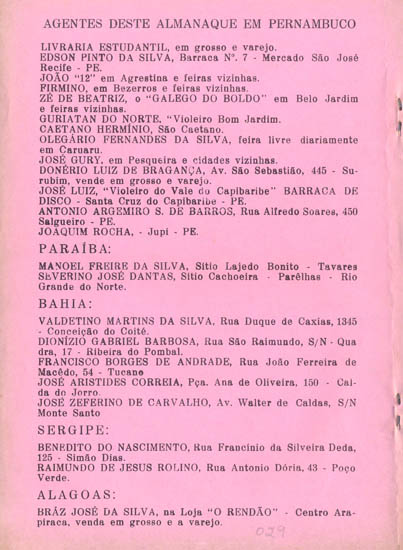 AGENTES DESTE ALMANAQUE EM PERNAMBUCO
LIVRARIA ESTUDANTIL, em grosso e varejo.
EDSON PINTO DA SILVA, Barraca Nº. 7 - Mercado São José
Recife - PE.
JOÃO "12" em Agrestina e feiras vizinhas.
FIRMINO, em Bezerros e feiras vizinhas.
ZÉ DE BEATRIZ, o "GALEGO DO BOLDO" em Belo Jardim
e feiras vizinhas.
GURIATAN DO NORTE, "Violeiro Bom Jardim.
CAETANO HERMÍNIO, São Caetano.
OLEGÁRIO FERNANDES DA SILVA, feira livre diariamente
em Caruaru.
JOSÉ GURY, em Pesqueira e cidades vizinhas.
DONÉRIO LUIZ DE BRAGANÇA, Av. São Sebastião, 445 - Su-
rubim, vende em grosso e varejo.
JOSÉ LUIZ, "Violeiro do Vale do Capibaribe" BARRACA DE
DISCO - Santa Cruz do Capibaribe - PE.
ANTONIO ARGEMIRO S. DE BARROS, Rua Alfredo Soares, 450
Salgueiro - PE.
JOAQUIM ROCHA, - Jupi - PE.
PARAÍBA:
MANOEL FREIRE DA SILVA, Sítio Lajedo Bonito - Tavares
SEVERINO JOSÉ DANTAS, Sítio Cachoeira - Parêlhas - Rio
Grande do Norte.
BAHIA:
VALDETINO MARTINS DA SILVA, Rua Duque de Caxias, 1345
- Conceição do Coité.
DIONÍZIO GABRIEL BARBOSA, Rua São Raimundo, S/N - Qua
dra, 17 - Ribeira do Pombal.
FRANCISCO BORGES DE ANDRADE, Rua João Ferreira de
Macêdo, 54 - Tucano
JOSÉ ARISTIDES CORREIA, Pça. Ana de Oliveira, 150 - Cal-
da do Jorro.
JOSÉ ZEFERINO DE CARVALHO, Av. Walter de Caldas, S/N
Monte Santo
SERGIPE:
BENEDITO DO NASCIMENTO, Rua Francínio da Silveira Deda,
125 - Simão Dias.
RAIMUNDO DE JESUS ROLINO, Rua Antonio Dória, 43 - Poço
Verde.
ALAGOAS:
BRÁZ JOSÉ DA SILVA, na Loja "O RENDÃO" - Centro Ara-
piraca, venda em grosso e a varejo.
029